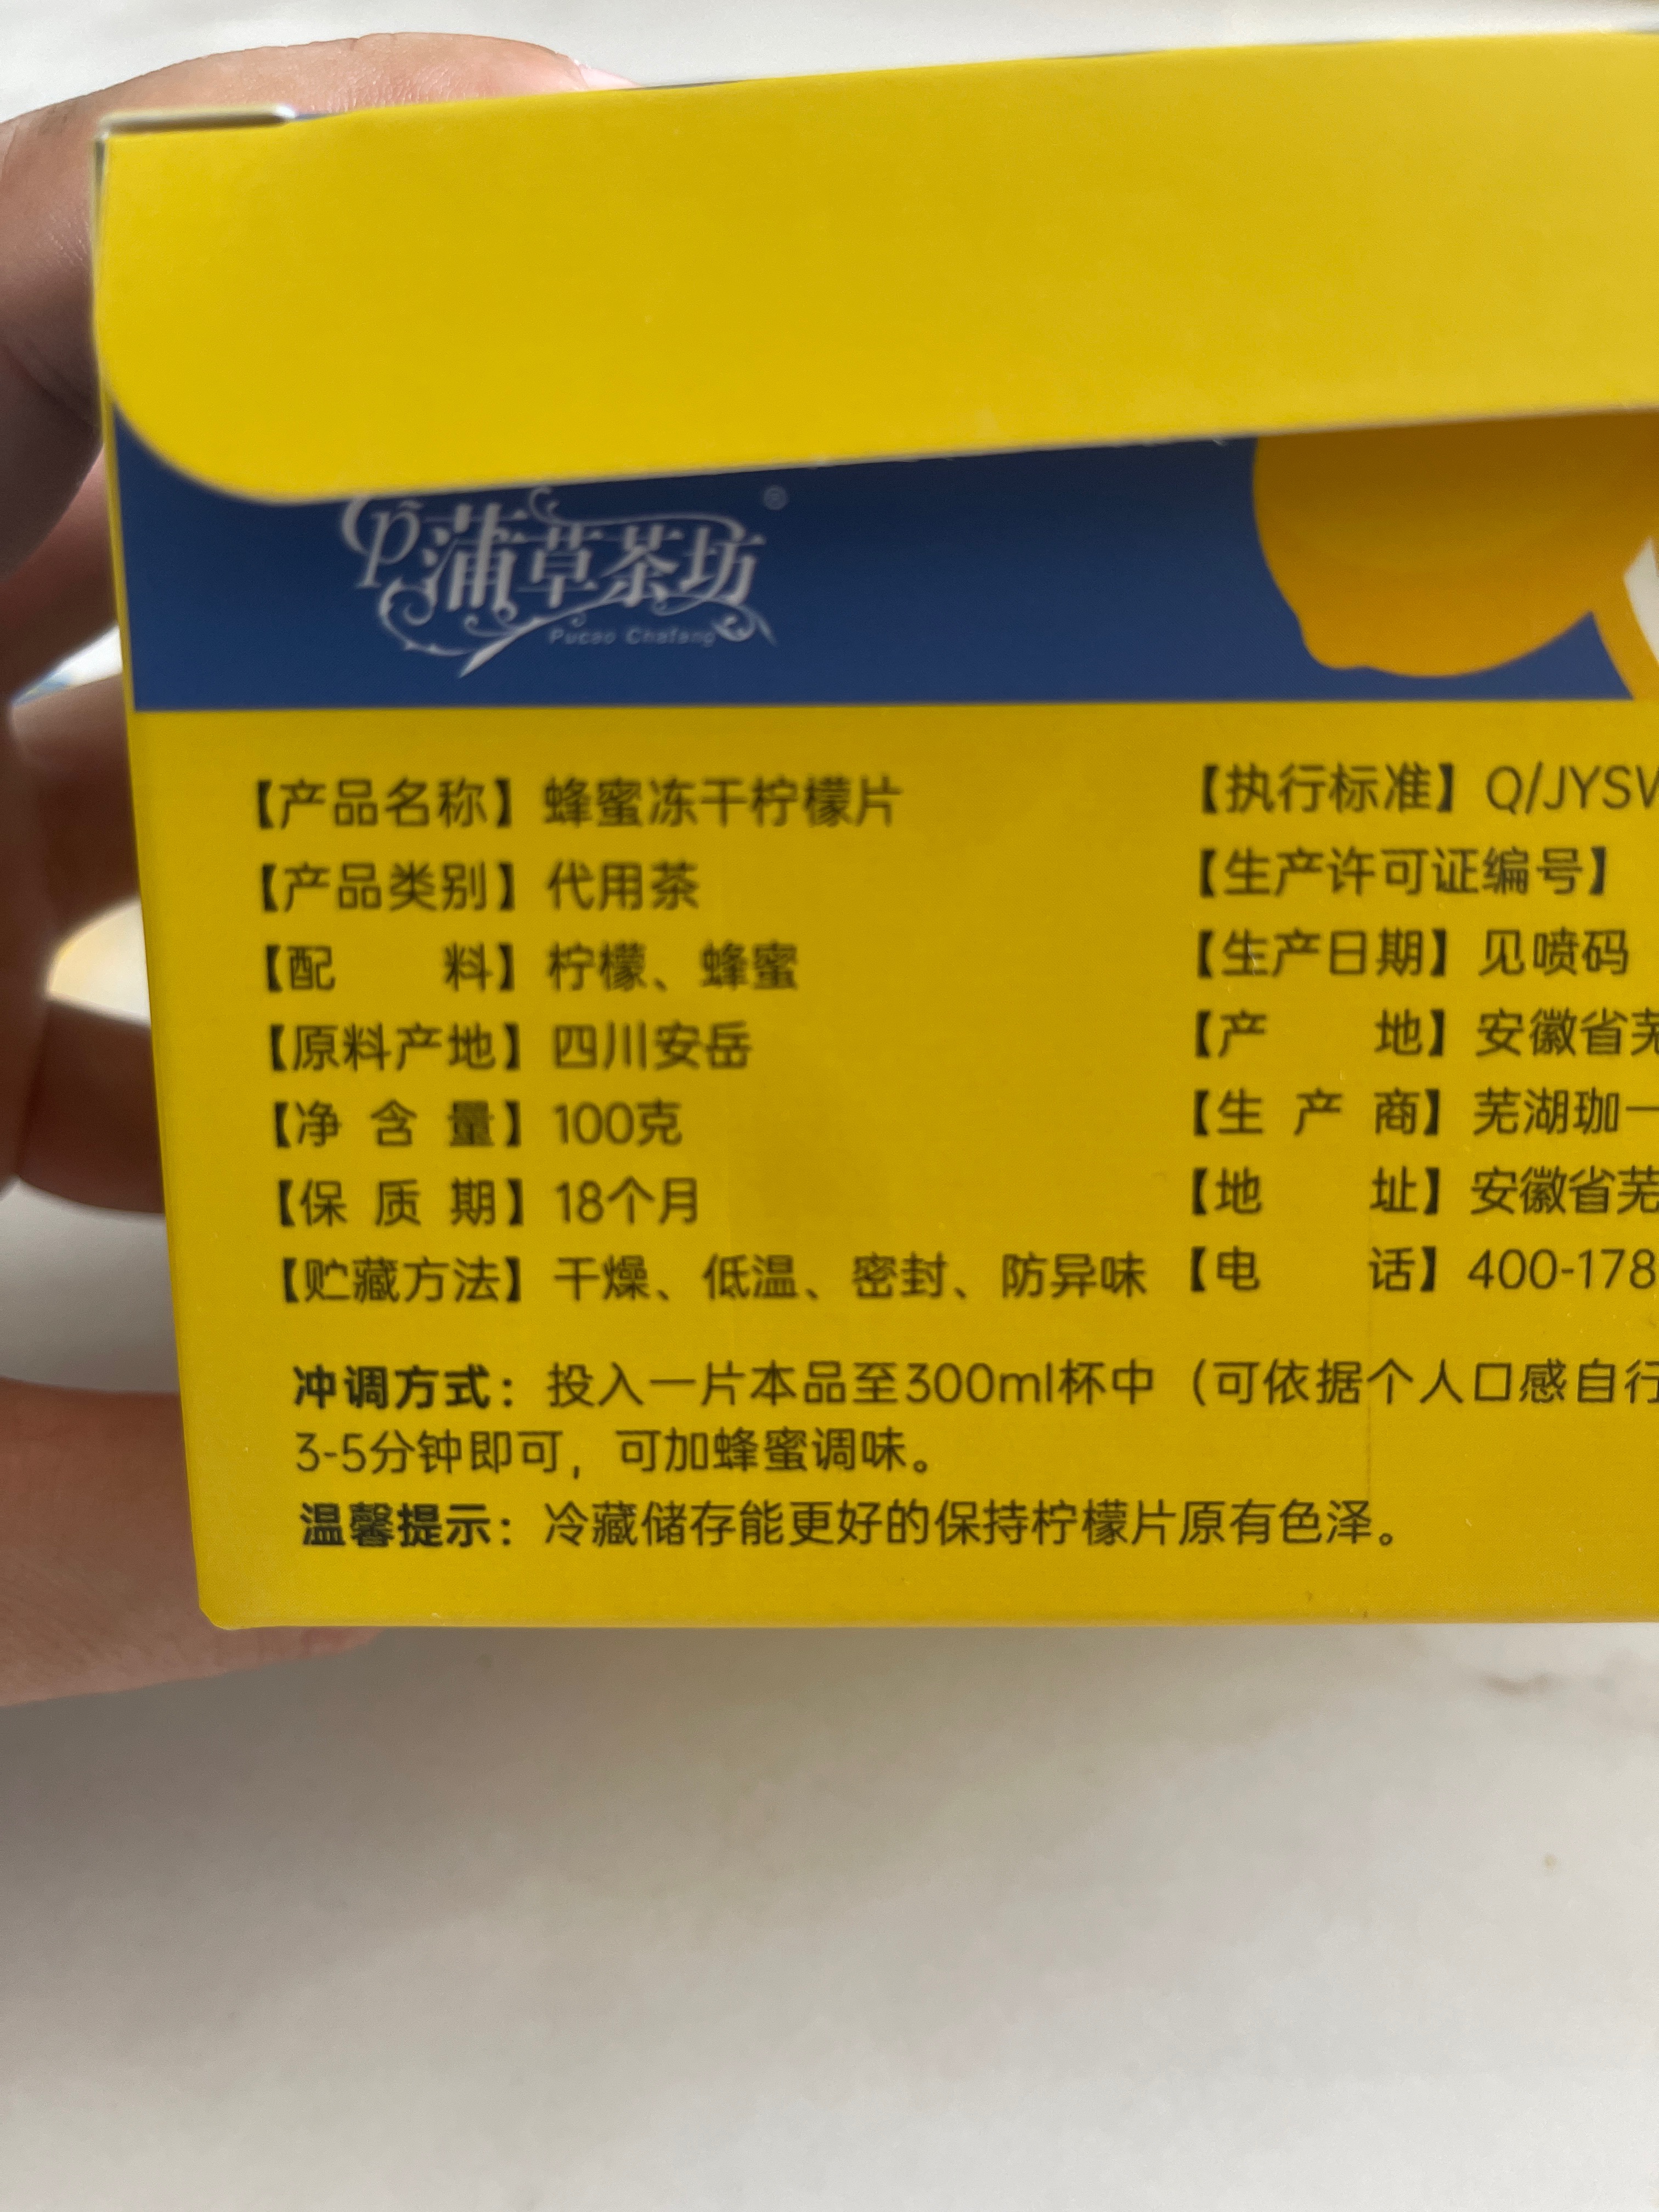 蒲草茶坊®
Pucao Chafang
【产品名称】蜂蜜冻干柠檬片
【产品类别】代用茶
【配 料】柠檬、蜂蜜
【原料产地】四川安岳
【净含量】100克
【保质期】18个月
【贮藏方法】干燥、低温、密封、防异味
【执行标准】Q/JYSV
【生产许可证编号】
【生产日期】见喷码
【产 地】安徽省芜
【生产商】芜湖珈一
【地 址】安徽省芜
【电 话】400-178
冲调方式：投入一片本品至300ml杯中（可依据个人口感自行
3-5分钟即可，可加蜂蜜调味。
温馨提示：冷藏储存能更好的保持柠檬片原有色泽。